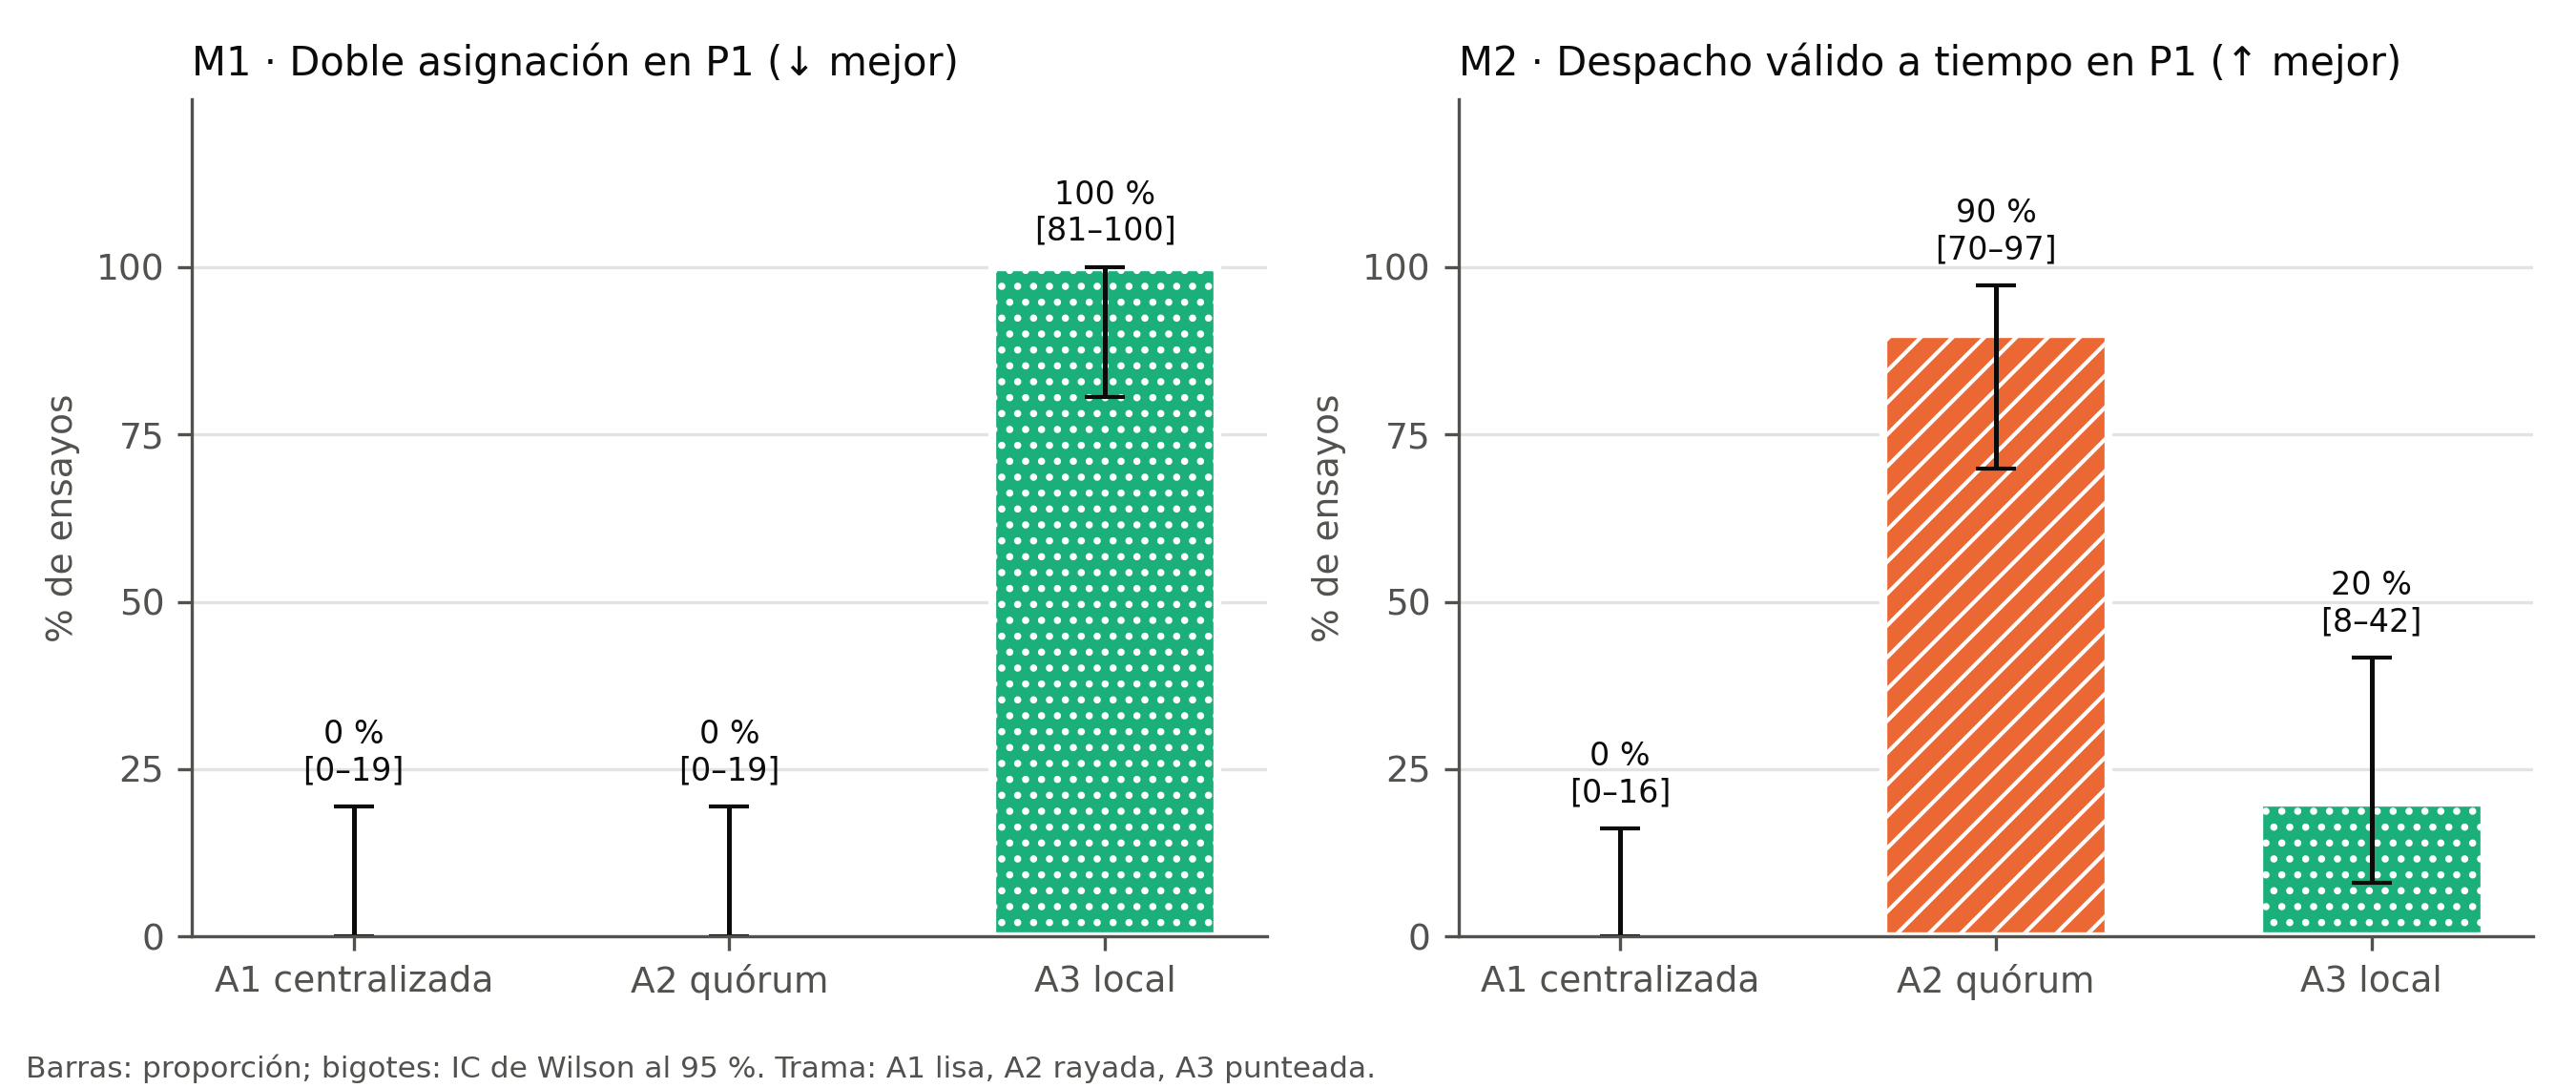 M1 · Doble asignación en P1 (↓ mejor)
% de ensayos
100
75
50
25
0
0 %
[0–19]
0 %
[0–19]
100 %
[81–100]
A1 centralizada
A2 quórum
A3 local
M2 · Despacho válido a tiempo en P1 (↑ mejor)
% de ensayos
100
75
50
25
0
0 %
[0–16]
90 %
[70–97]
20 %
[8–42]
A1 centralizada
A2 quórum
A3 local
Barras: proporción; bigotes: IC de Wilson al 95 %. Trama: A1 lisa, A2 rayada, A3 punteada.